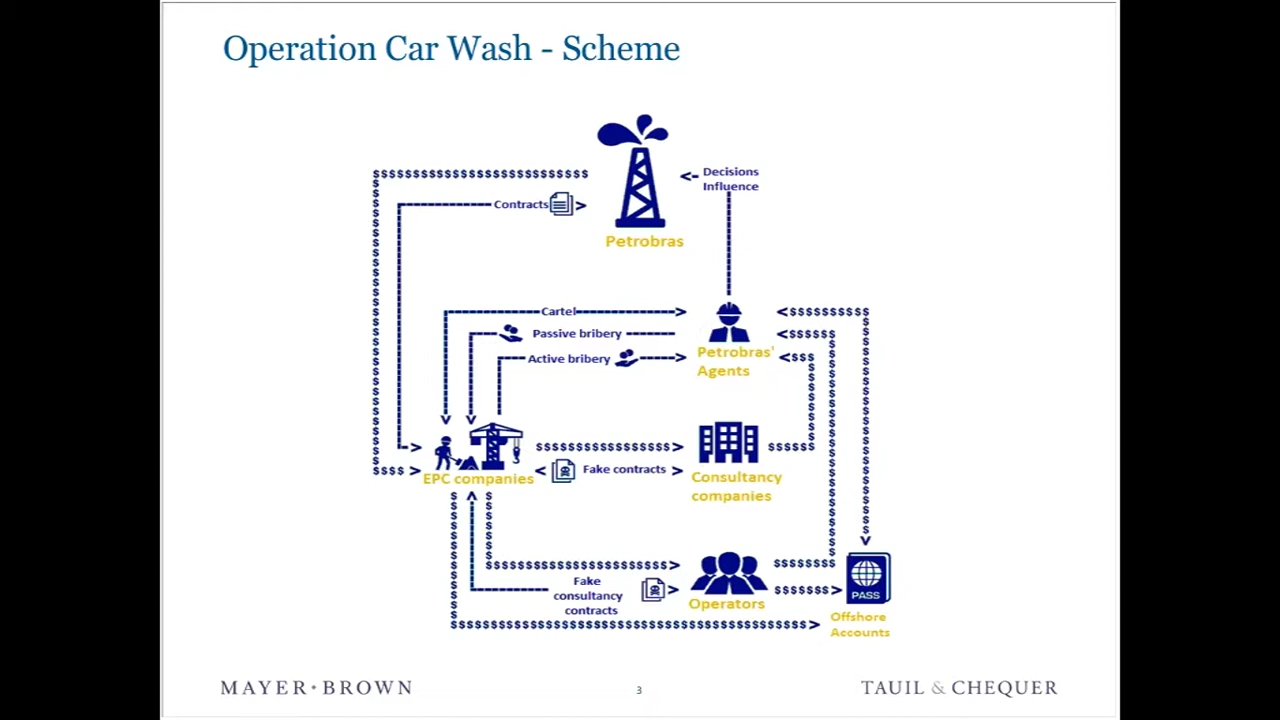 Operation Car Wash - Scheme
Decisions
Influence
Contracts
Petrobras
Cartel
Passive bribery
Active bribery
Petrobras'
Agents
EPC companies
Fake contracts
Consultancy
companies
Fake
consultancy
contracts
Operators
PASS
Offshore
Accounts
MAYER • BROWN
3
TAUIL & CHEQUER